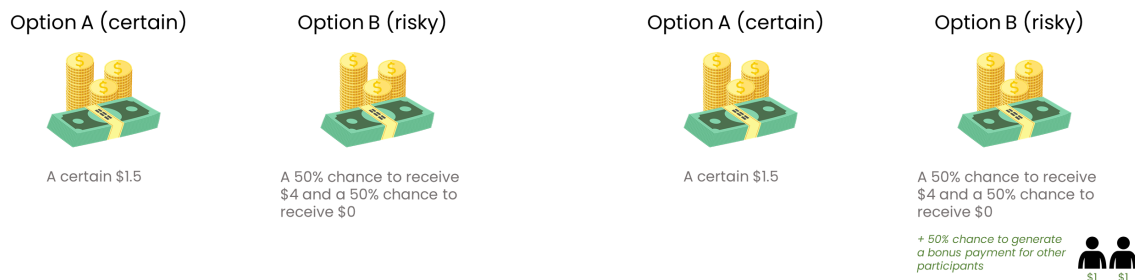 Option A (certain)
Option B (risky)
$
$
$
$
$
$
A certain $1.5
A 50% chance to receive
$4 and a 50% chance to
receive $0
Option A (certain)
Option B (risky)
$
$
$
$
$
$
A certain $1.5
A 50% chance to receive
$4 and a 50% chance to
receive $0
+ 50% chance to generate
a bonus payment for other
participants
$1 $1